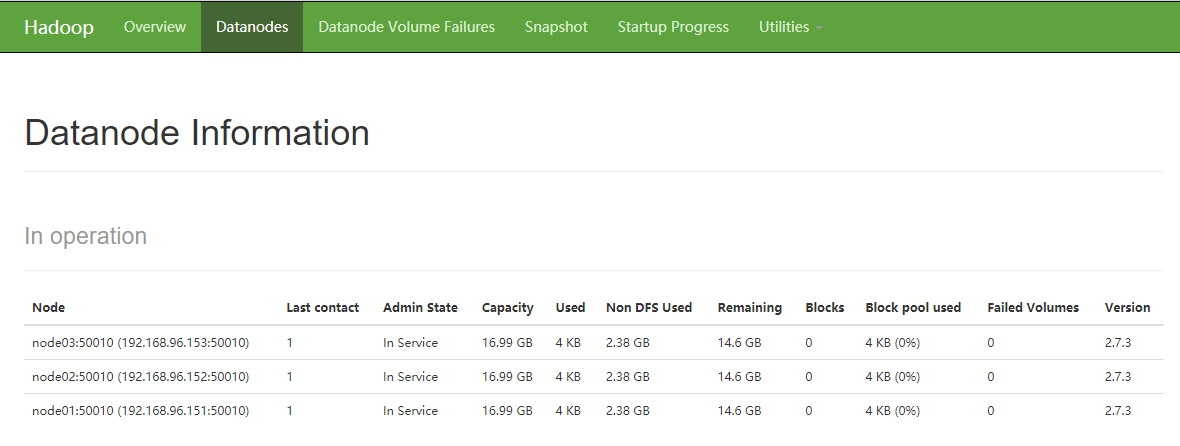 Hadoop Overview Datanodes Datanode Volume Failures Snapshot Startup Progress Utilities
Datanode Information
In operation
Node Last contact Admin State Capacity Used Non DFS Used Remaining Blocks Block pool used Failed Volumes Version
node03:50010 (192.168.96.153:50010) 1 In Service 16.99 GB 4 KB 2.38 GB 14.6 GB 0 4 KB (0%) 0 2.7.3
node02:50010 (192.168.96.152:50010) 1 In Service 16.99 GB 4 KB 2.38 GB 14.6 GB 0 4 KB (0%) 0 2.7.3
node01:50010 (192.168.96.151:50010) 1 In Service 16.99 GB 4 KB 2.38 GB 14.6 GB 0 4 KB (0%) 0 2.7.3